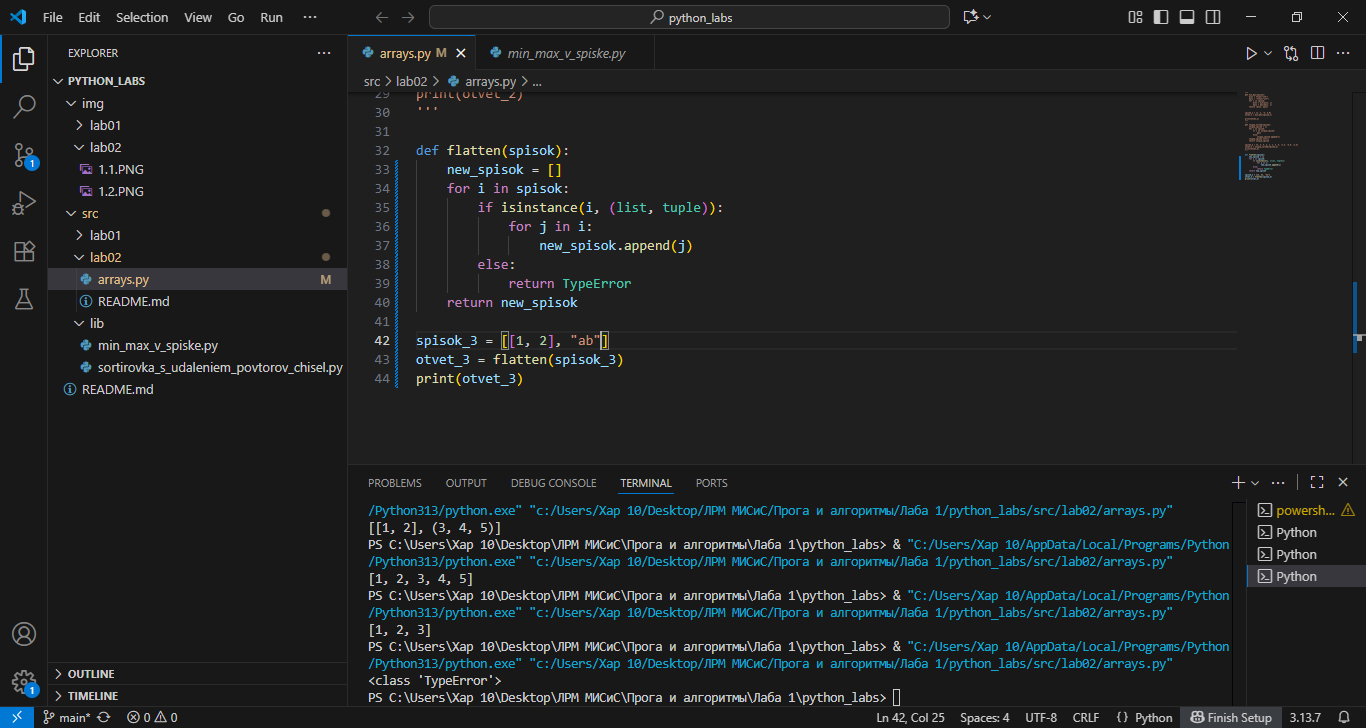 File Edit Selection View Go Run ··· python_labs
EXPLORER ···
PYTHON_LABS
img
lab01
lab02
1.1.PNG
1.2.PNG
src
lab01
lab02
arrays.py M
README.md
lib
min_max_v_spiske.py
sortirovka_s_udaleniem_povtorov_chisel.py
README.md
OUTLINE
TIMELINE
arrays.py M min_max_v_spiske.py
src > lab02 > arrays.py > ...
29 print(otvet_2)
30 '''
31
32 def flatten(spisok):
33 new_spisok = []
34 for i in spisok:
35 if isinstance(i, (list, tuple)):
36 for j in i:
37 new_spisok.append(j)
38 else:
39 return TypeError
40 return new_spisok
41
42 spisok_3 = [[1, 2], "ab"]
43 otvet_3 = flatten(spisok_3)
44 print(otvet_3)
PROBLEMS OUTPUT DEBUG CONSOLE TERMINAL PORTS
/Python313/python.exe" "c:/Users/Xap 10/Desktop/ЛРМ МИСиС/Прога и алгоритмы/Лаба 1/python_labs/src/lab02/arrays.py"
[[1, 2], (3, 4, 5)]
PS C:\Users\Xap 10\Desktop\ЛРМ МИСиС\Прога и алгоритмы\Лаба 1\python_labs> & "C:/Users/Xap 10/AppData/Local/Programs/Python
/Python313/python.exe" "c:/Users/Xap 10/Desktop/ЛРМ МИСиС/Прога и алгоритмы/Лаба 1/python_labs/src/lab02/arrays.py"
[1, 2, 3, 4, 5]
PS C:\Users\Xap 10\Desktop\ЛРМ МИСиС\Прога и алгоритмы\Лаба 1\python_labs> & "C:/Users/Xap 10/AppData/Local/Programs/Python
/Python313/python.exe" "c:/Users/Xap 10/Desktop/ЛРМ МИСиС/Прога и алгоритмы/Лаба 1/python_labs/src/lab02/arrays.py"
[1, 2, 3]
PS C:\Users\Xap 10\Desktop\ЛРМ МИСиС\Прога и алгоритмы\Лаба 1\python_labs> & "C:/Users/Xap 10/AppData/Local/Programs/Python
/Python313/python.exe" "c:/Users/Xap 10/Desktop/ЛРМ МИСиС/Прога и алгоритмы/Лаба 1/python_labs/src/lab02/arrays.py"
<class 'TypeError'>
PS C:\Users\Xap 10\Desktop\ЛРМ МИСиС\Прога и алгоритмы\Лаба 1\python_labs>
powersh...
Python
Python
Python
1
1
main* 0 0 Ln 42, Col 25 Spaces: 4 UTF-8 CRLF {} Python Finish Setup 3.13.7